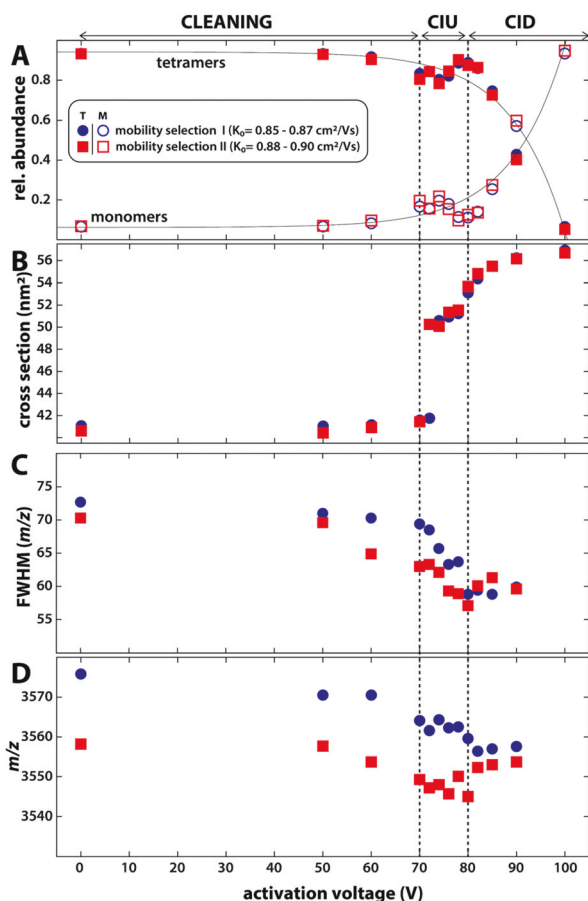 CLEANING CIU CID
A
rel. abundance
0.8
0.6
0.4
0.2
tetramers
T M
mobility selection I (K₀= 0.85 - 0.87 cm²/Vs)
mobility selection II (K₀= 0.88 - 0.90 cm²/Vs)
monomers
B
cross section (nm²)
56
54
52
50
48
46
44
42
C
FWHM (m/z)
75
70
65
60
55
D
m/z
3570
3560
3550
3540
0 10 20 30 40 50 60 70 80 90 100
activation voltage (V)